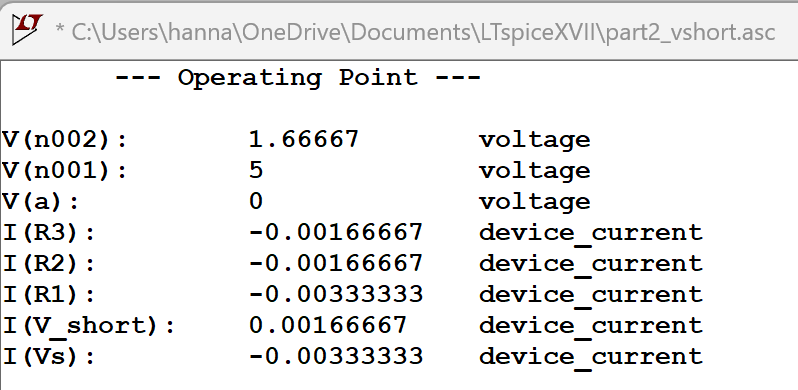 * C:\Users\hanna\OneDrive\Documents\LTspiceXVII\part2_vshort.asc
--- Operating Point ---
V(n002): 1.66667 voltage
V(n001): 5 voltage
V(a): 0 voltage
I(R3): -0.00166667 device_current
I(R2): -0.00166667 device_current
I(R1): -0.00333333 device_current
I(V_short): 0.00166667 device_current
I(Vs): -0.00333333 device_current